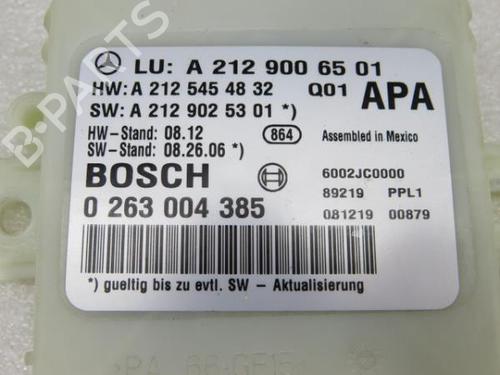 LU: A 212 900 65 01
HW: A 212 545 48 32 Q01 APA
SW: A 212 902 53 01 *)
HW-Stand: 08.12 864 Assembled in Mexico
SW-Stand: 08.26.06 *)
BOSCH 6002JC0000
89219 PPL1
0 263 004 385 081219 00879
*) gueltig bis zu evtl. SW - Aktualisierung